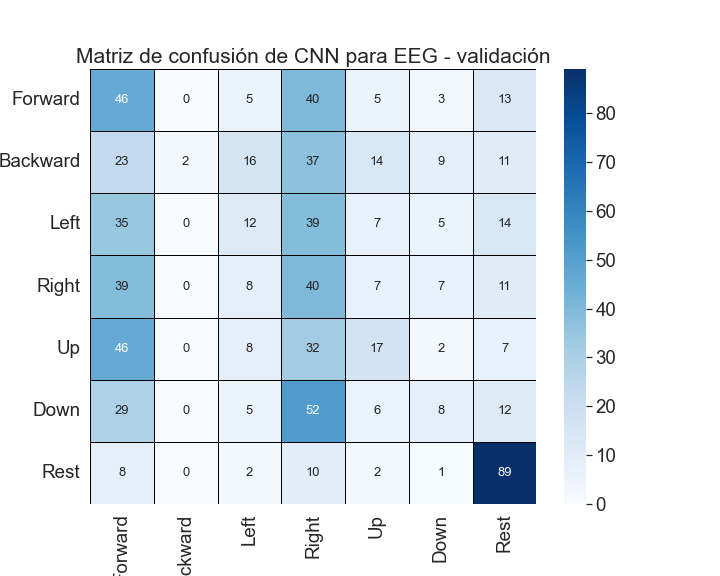 Matriz de confusión de CNN para EEG - validación
Forward 46 0 5 40 5 3 13
Backward 23 2 16 37 14 9 11
Left 35 0 12 39 7 5 14
Right 39 0 8 40 7 7 11
Up 46 0 8 32 17 2 7
Down 29 0 5 52 6 8 12
Rest 8 0 2 10 2 1 89
Forward ckward Left Right Up Down Rest
80
70
60
50
40
30
20
10
0